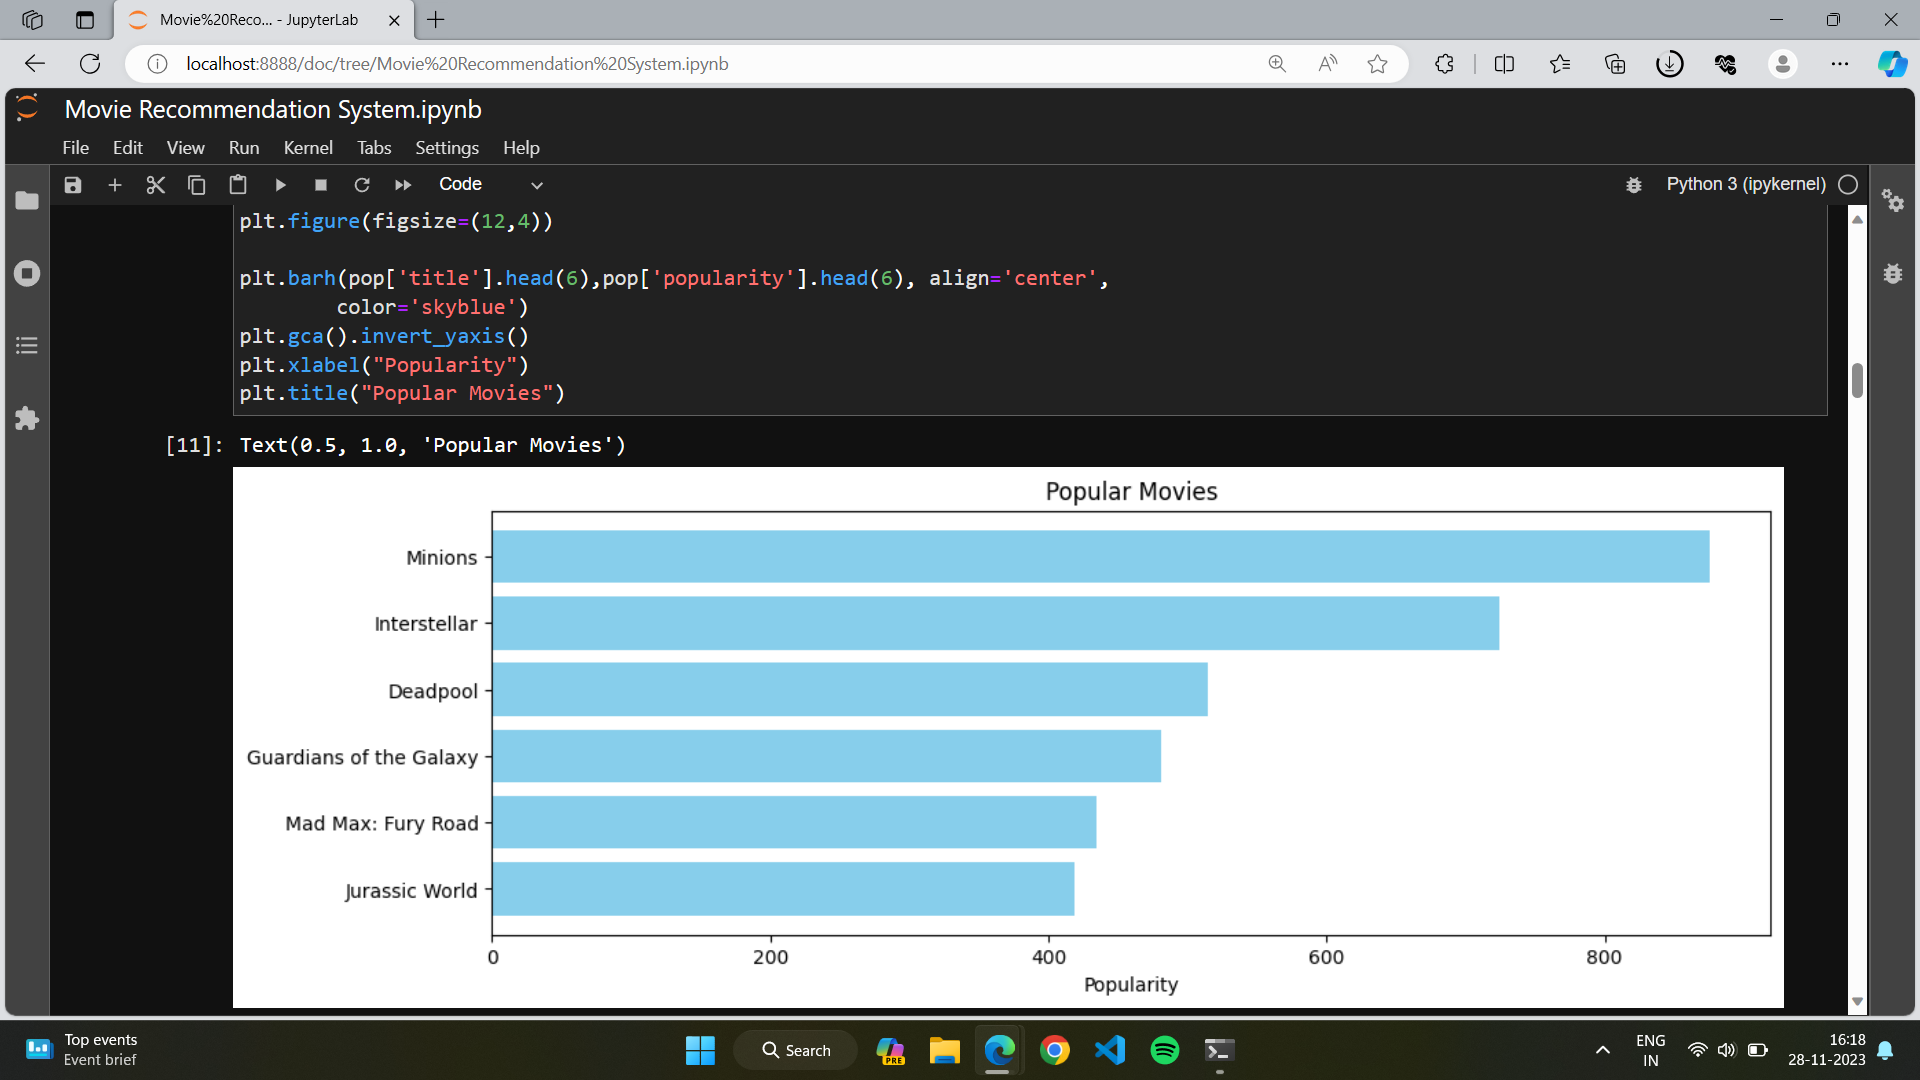 Movie%20Reco... - JupyterLab
localhost:8888/doc/tree/Movie%20Recommendation%20System.ipynb
Movie Recommendation System.ipynb
File Edit View Run Kernel Tabs Settings Help
Code
Python 3 (ipykernel)
plt.figure(figsize=(12,4))
plt.barh(pop['title'].head(6),pop['popularity'].head(6), align='center',
color='skyblue')
plt.gca().invert_yaxis()
plt.xlabel("Popularity")
plt.title("Popular Movies")
[11]: Text(0.5, 1.0, 'Popular Movies')
Popular Movies
Minions
Interstellar
Deadpool
Guardians of the Galaxy
Mad Max: Fury Road
Jurassic World
0 200 400 600 800
Popularity
Top events
Event brief
Search
PRE
ENG
IN
16:18
28-11-2023